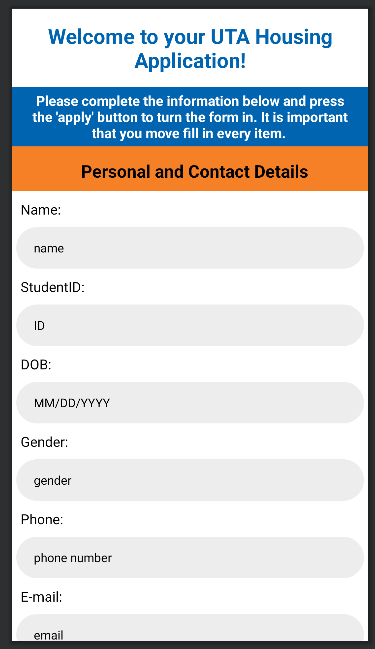 Welcome to your UTA Housing
Application!
Please complete the information below and press
the 'apply' button to turn the form in. It is important
that you move fill in every item.
Personal and Contact Details
Name:
name
StudentID:
ID
DOB:
MM/DD/YYYY
Gender:
gender
Phone:
phone number
E-mail:
email